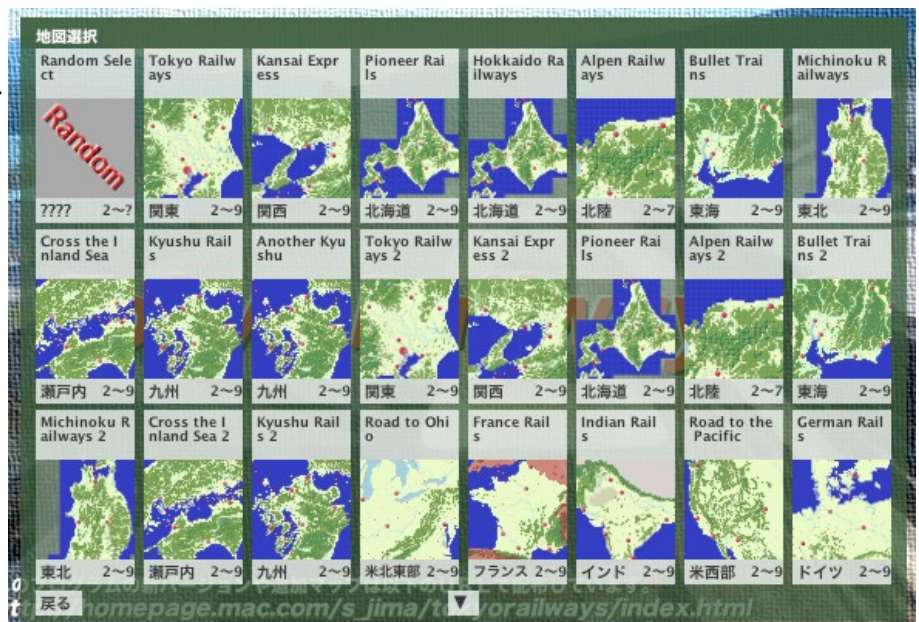 地図選択
Random Sele
ct
Tokyo Railw
ays
Kansai Expr
ess
Pioneer Rai
ls
Hokkaido Ra
ilways
Alpen Railw
ays
Bullet Trai
ns
Michinoku R
ailways
Random
???? 2～?
関東 2～9
関西 2～9
北海道 2～9
北海道 2～9
北陸 2～7
東海 2～9
東北 2～9
Cross the I
nland Sea
Kyushu Rail
s
Another Kyu
shu
Tokyo Railw
ays 2
Kansai Expr
ess 2
Pioneer Rai
ls
Alpen Railw
ays 2
Bullet Trai
ns 2
瀬戸内 2～9
九州 2～9
九州 2～9
関東 2～9
関西 2～9
北海道 2～9
北陸 2～7
東海 2～9
Michinoku R
ailways 2
Cross the I
nland Sea 2
Kyushu Rail
s 2
Road to Ohi
o
France Rail
s
Indian Rail
s
Road to the
Pacific
German Rail
s
東北 2～9
瀬戸内 2～9
九州 2～9
米北東部 2～9
フランス 2～9
インド 2～9
米西部 2～9
ドイツ 2～9
戻る
▼
homepage.mac.com/s_jima/tokyorailways/index.html